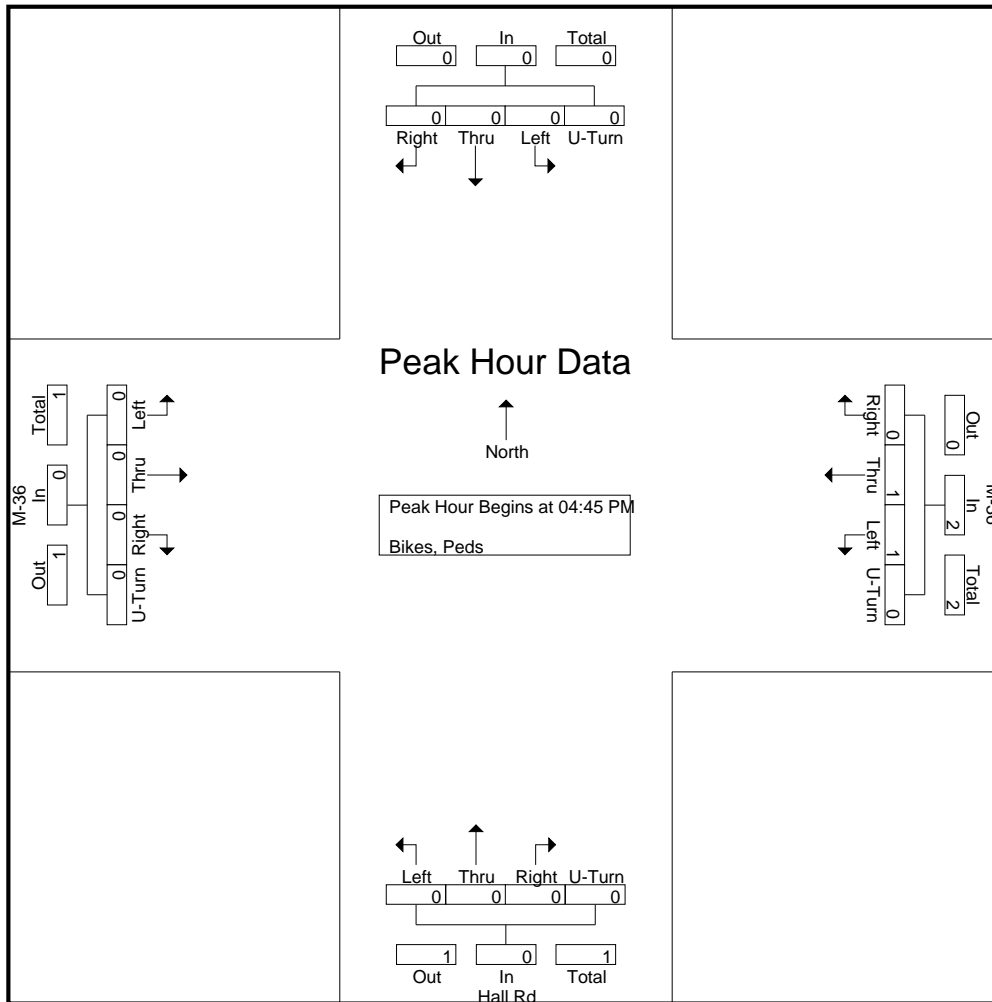 Out In Total
0 0 0
0 0 0 0
Right Thru Left U-Turn
Peak Hour Data
North
Peak Hour Begins at 04:45 PM
Bikes, Peds
M-36
Total In Out
1 0 1
0 0 0 0
Left Thru Right U-Turn
Right Thru Left U-Turn
0 1 1 0
Out In Total
0 2 2
M-36
Left Thru Right U-Turn
0 0 0 0
1 0 1
Out In Total
Hall Rd